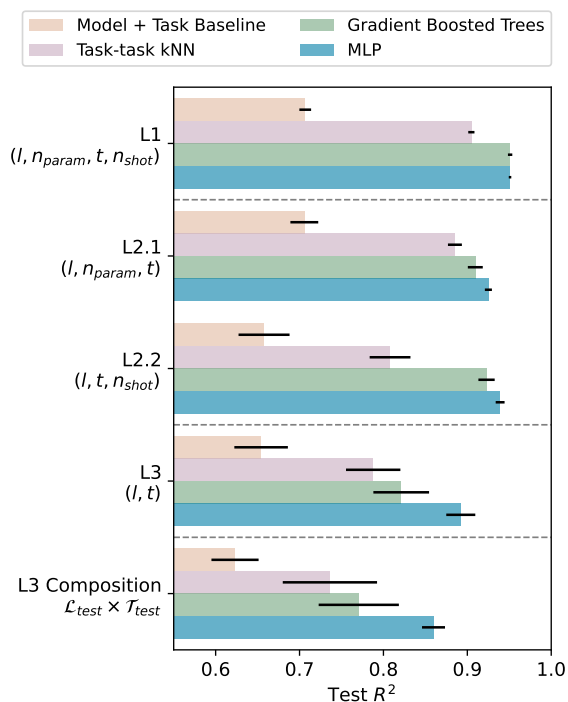 Model + Task Baseline
Task-task kNN
Gradient Boosted Trees
MLP
L1
(l, n_param, t, n_shot)
L2.1
(l, n_param, t)
L2.2
(l, t, n_shot)
L3
(l, t)
L3 Composition
ℒ_test × 𝒯_test
0.6 0.7 0.8 0.9 1.0
Test R²